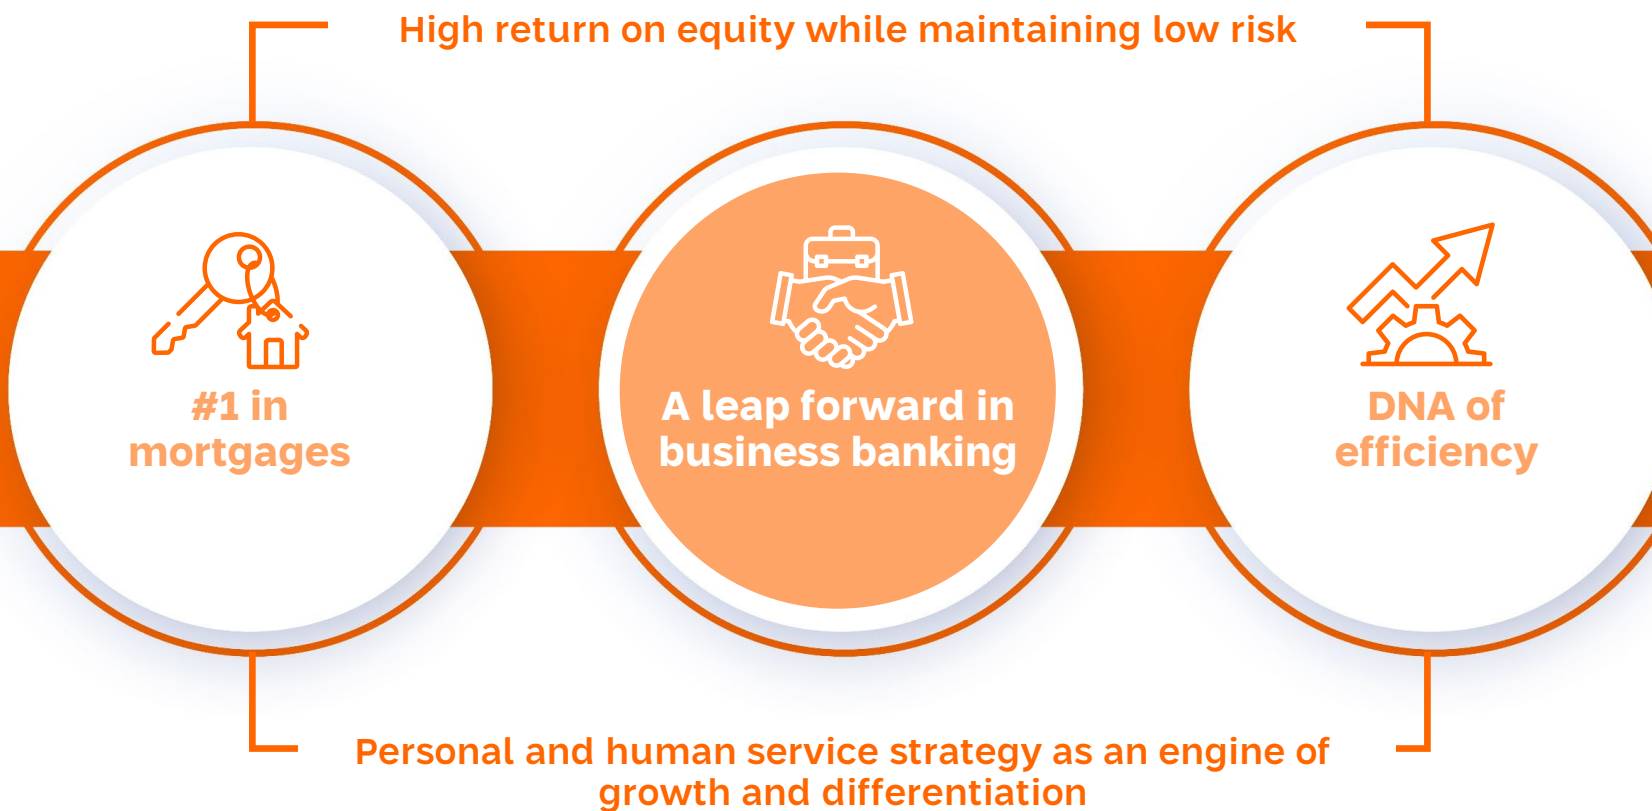 High return on equity while maintaining low risk
#1 in
mortgages
A leap forward in
business banking
DNA of
efficiency
Personal and human service strategy as an engine of
growth and differentiation